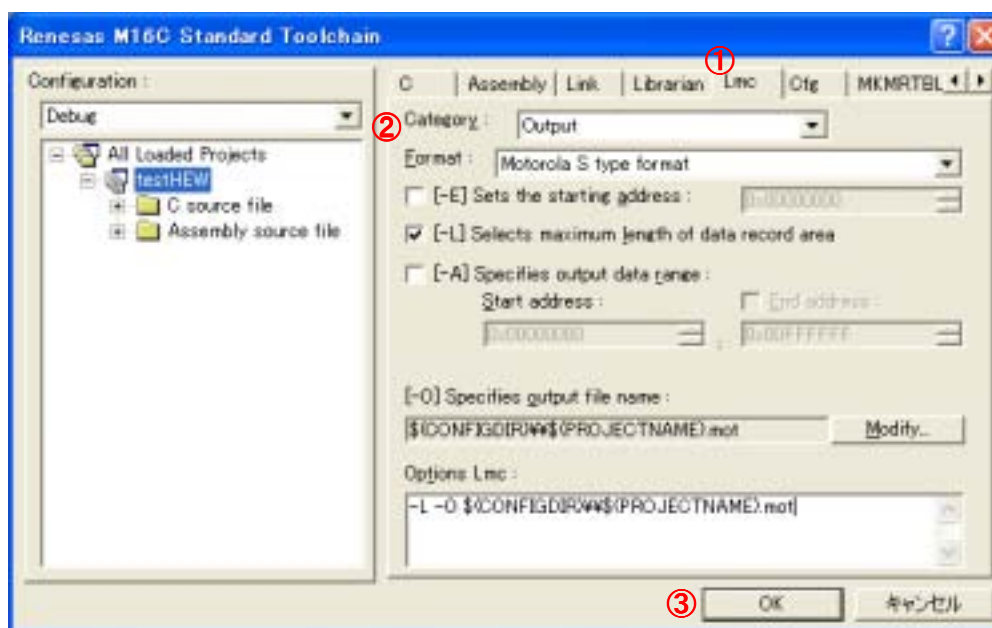 Renesas M16C Standard Toolchain
Configuration :
Debug
All Loaded Projects
testHEW
C source file
Assembly source file
①
C Assembly Link Librarian Lmc Cfg MKMRTBL
② Category : Output
Format : Motorola S type format
[-E] Sets the starting address : 0x00000000
[-L] Selects maximum length of data record area
[-A] Specifies output data range :
Start address : End address :
0x00000000 : 0x00FFFFFF
[-O] Specifies output file name :
$(CONFIGDIR)¥¥$(PROJECTNAME).mot Modify...
Options Lmc :
-L -O $(CONFIGDIR)¥¥$(PROJECTNAME).mot
③ OK キャンセル